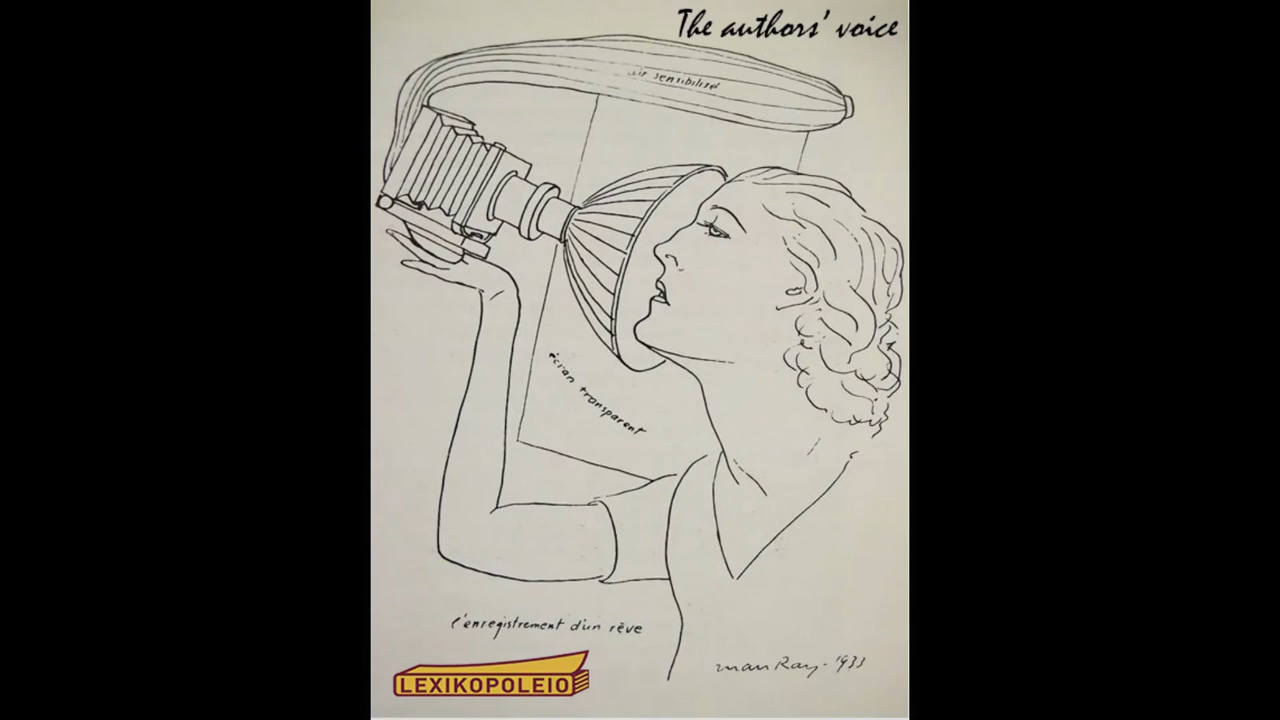 The authors' voice
air sensibilisé
écran transparent
l'enregistrement d'un rêve
man Ray - 1933
LEXIKOPOLEIO